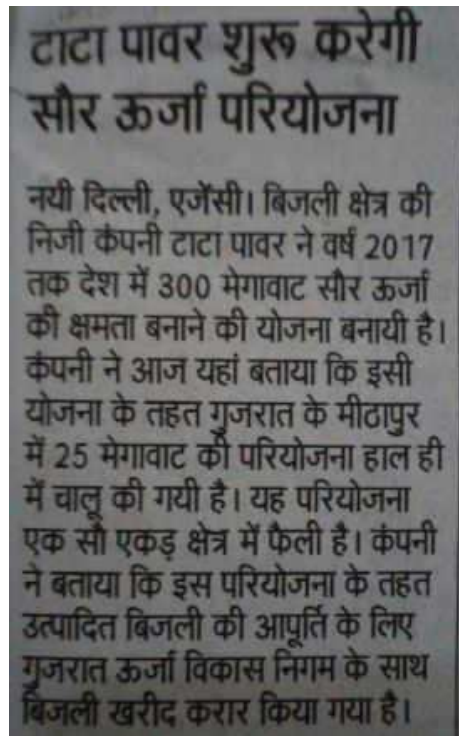 टाटा पावर शुरू करेगी
सौर ऊर्जा परियोजना
नयी दिल्ली, एजेंसी। बिजली क्षेत्र की
निजी कंपनी टाटा पावर ने वर्ष 2017
तक देश में 300 मेगावाट सौर ऊर्जा
की क्षमता बनाने की योजना बनायी है।
कंपनी ने आज यहां बताया कि इसी
योजना के तहत गुजरात के मीठापुर
में 25 मेगावाट की परियोजना हाल ही
में चालू की गयी है। यह परियोजना
एक सौ एकड़ क्षेत्र में फैली है। कंपनी
ने बताया कि इस परियोजना के तहत
उत्पादित बिजली की आपूर्ति के लिए
गुजरात ऊर्जा विकास निगम के साथ
बिजली खरीद करार किया गया है।